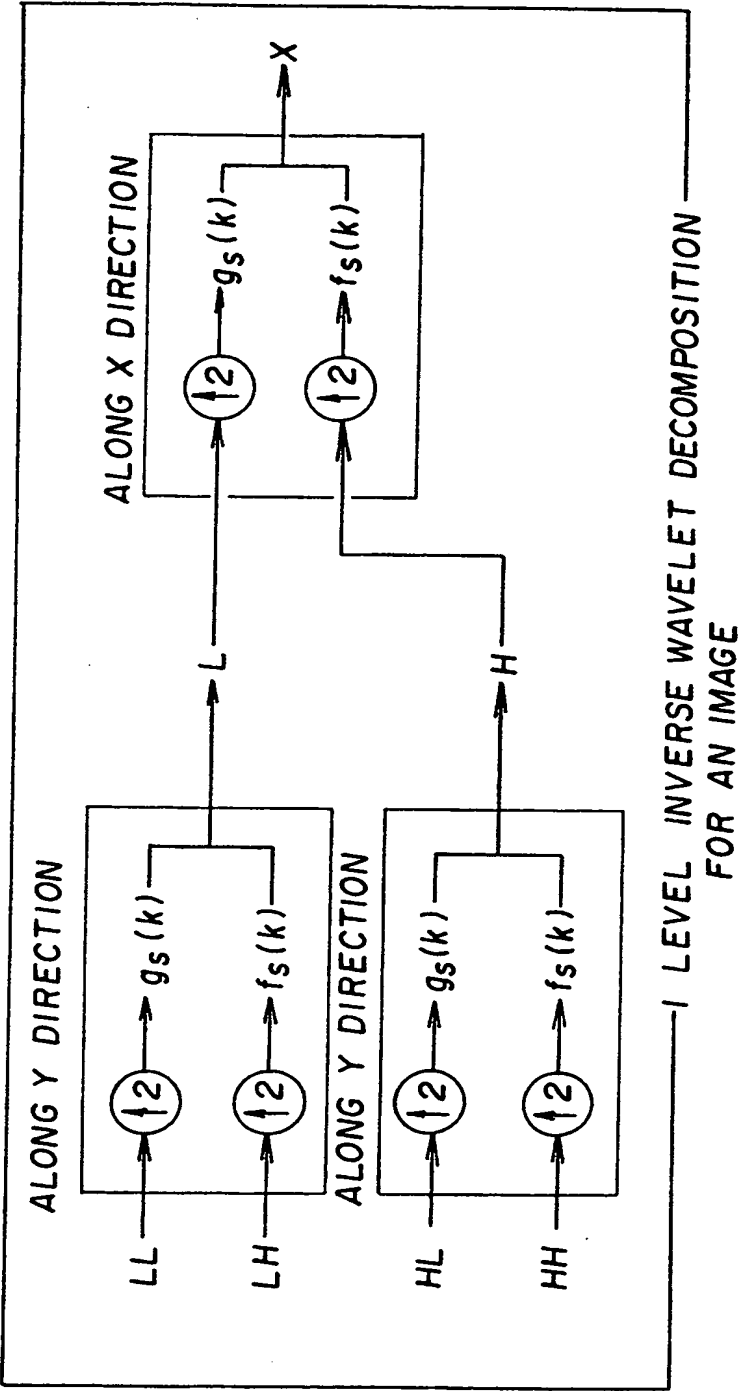 ALONG Y DIRECTION
LL ↑2 gs(k)
LH ↑2 fs(k)
L
ALONG X DIRECTION
↑2 gs(k)
↑2 fs(k)
X
ALONG Y DIRECTION
HL ↑2 gs(k)
HH ↑2 fs(k)
H
1 LEVEL INVERSE WAVELET DECOMPOSITION
FOR AN IMAGE